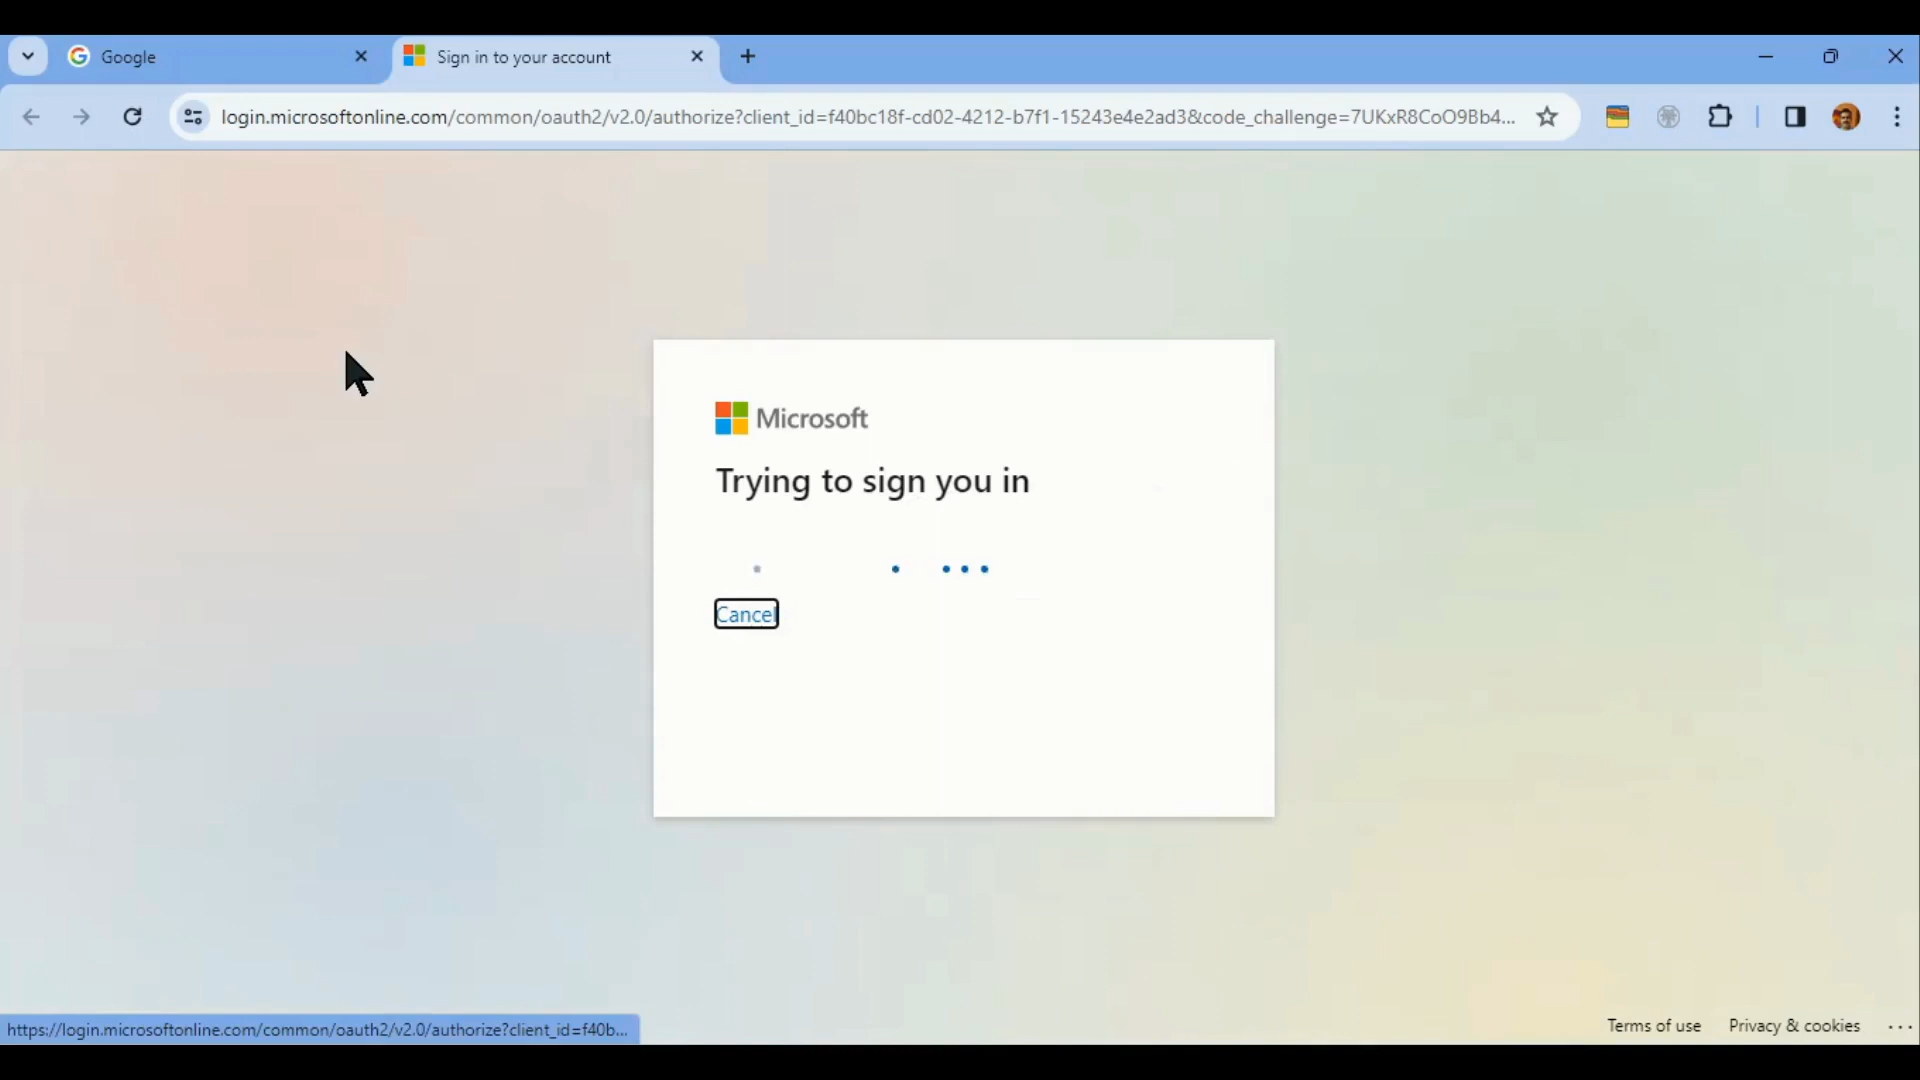 Google
Sign in to your account
login.microsoftonline.com/common/oauth2/v2.0/authorize?client_id=f40bc18f-cd02-4212-b7f1-15243e4e2ad3&code_challenge=7UKxR8CoO9Bb4...
Microsoft
Trying to sign you in
Cancel
https://login.microsoftonline.com/common/oauth2/v2.0/authorize?client_id=f40b...
Terms of use Privacy & cookies ...